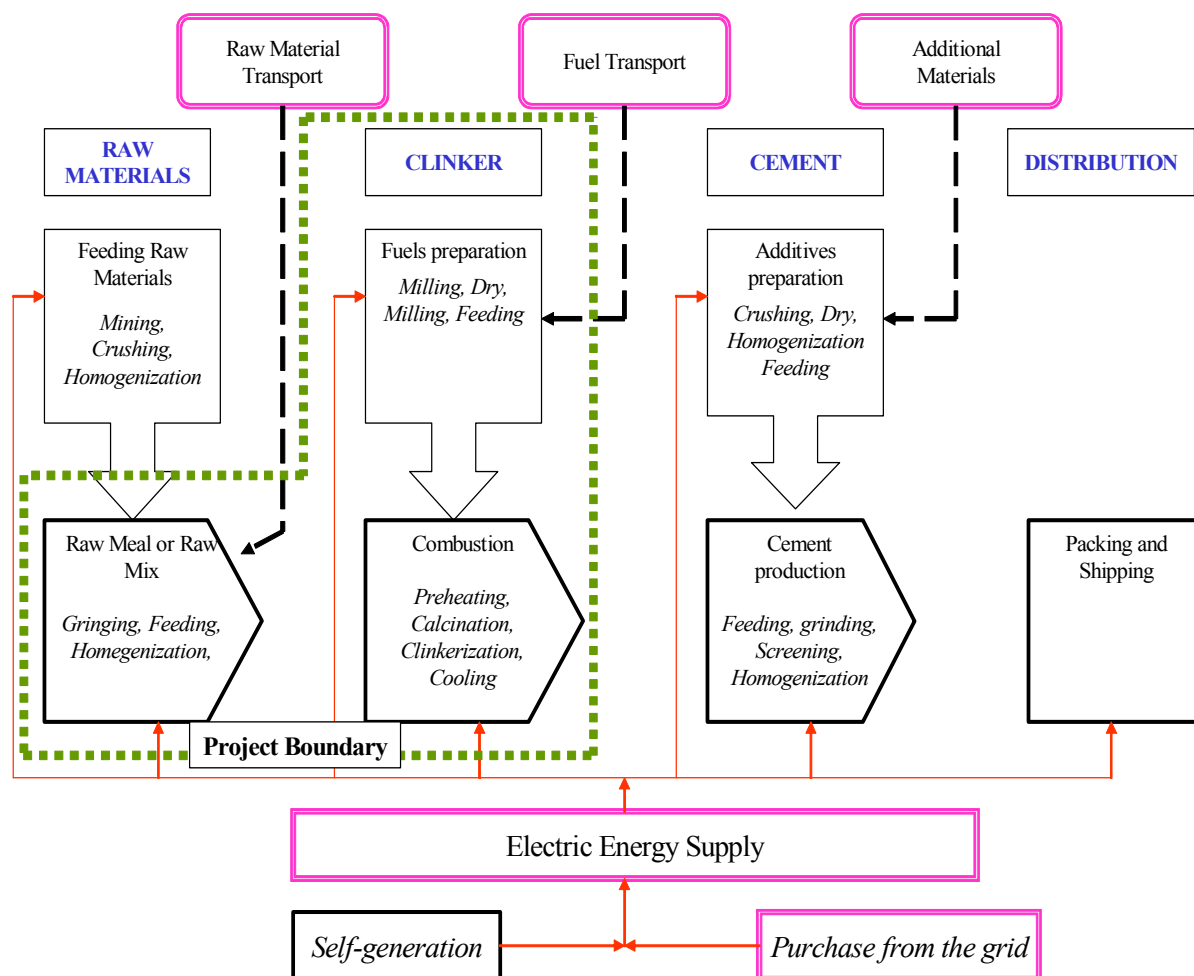 Raw Material
Transport
Fuel Transport
Additional
Materials
RAW
MATERIALS
CLINKER
CEMENT
DISTRIBUTION
Feeding Raw
Materials
Mining,
Crushing,
Homogenization
Fuels preparation
Milling, Dry,
Milling, Feeding
Additives
preparation
Crushing, Dry,
Homogenization
Feeding
Raw Meal or Raw
Mix
Gringing, Feeding,
Homegenization,
Combustion
Preheating,
Calcination,
Clinkerization,
Cooling
Cement
production
Feeding, grinding,
Screening,
Homogenization
Packing and
Shipping
Project Boundary
Electric Energy Supply
Self-generation
Purchase from the grid